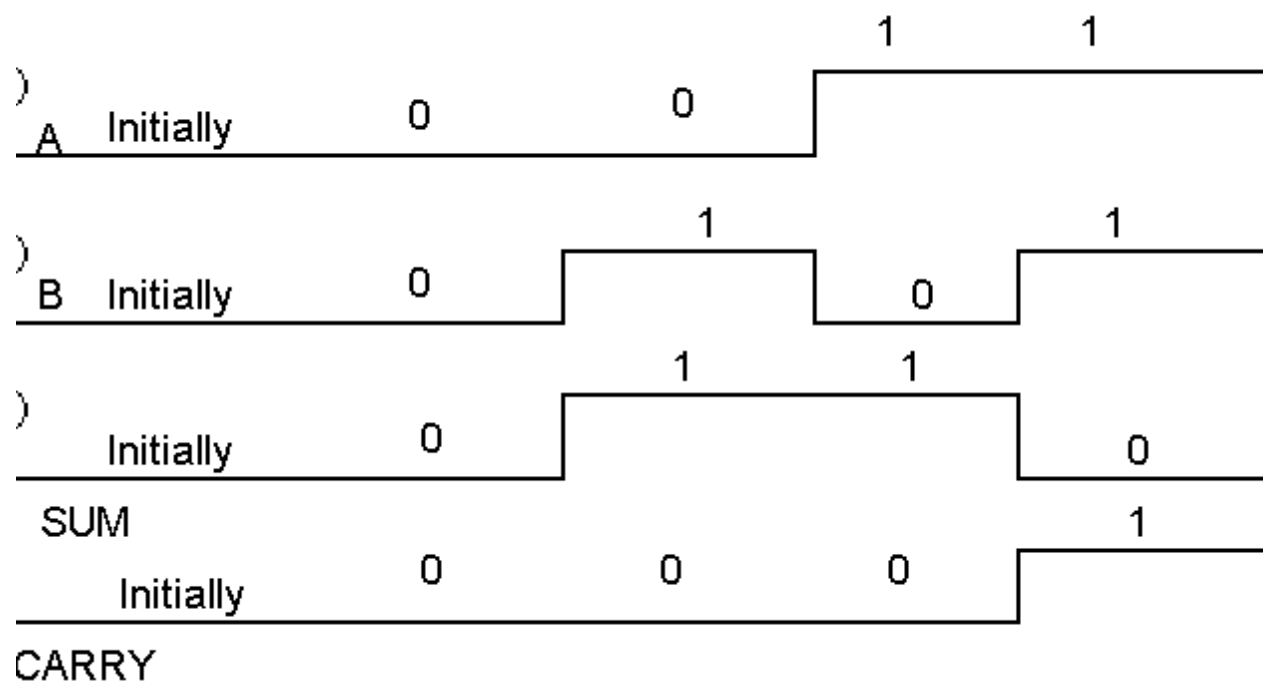 1 1
)
A Initially 0 0
1 1
)
B Initially 0 0
1 1
)
Initially 0 0
SUM 1
Initially 0 0 0
CARRY